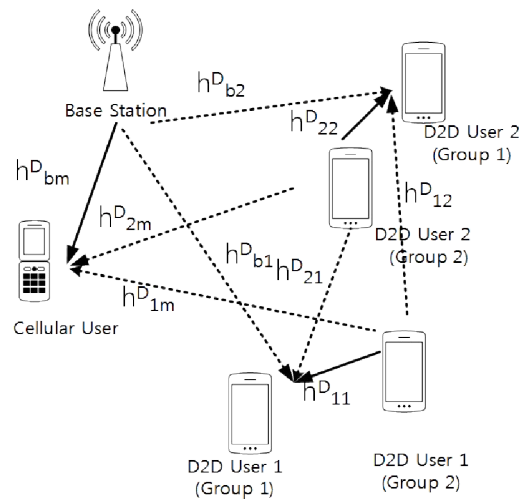 h^D_b2
Base Station
h^D_22
D2D User 2
(Group 1)
h^D_bm
h^D_2m
h^D_12
D2D User 2
(Group 2)
h^D_b1
h^D_21
h^D_1m
Cellular User
h^D_11
D2D User 1
(Group 1)
D2D User 1
(Group 2)